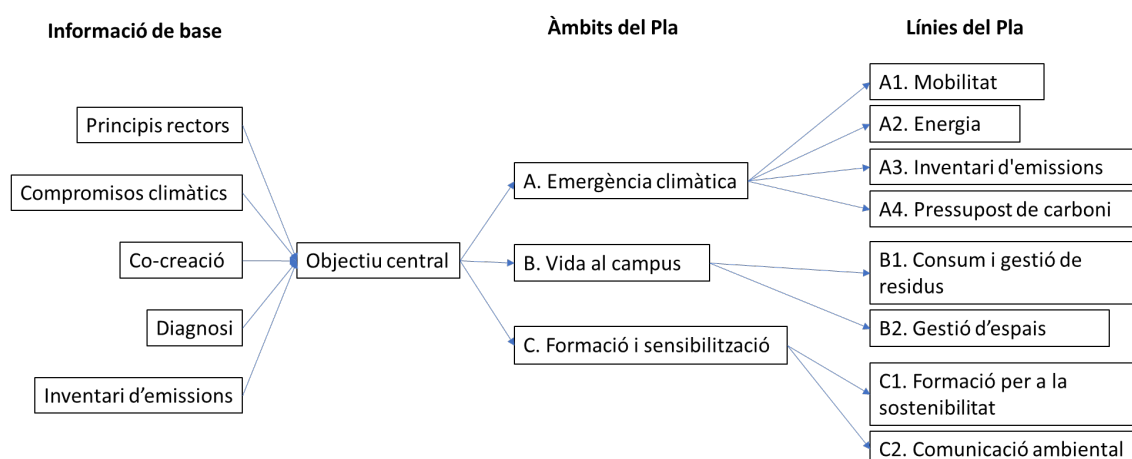 Informació de base
Àmbits del Pla
Línies del Pla
Principis rectors
Compromisos climàtics
Co-creació
Diagnosi
Inventari d’emissions
Objectiu central
A. Emergència climàtica
B. Vida al campus
C. Formació i sensibilització
A1. Mobilitat
A2. Energia
A3. Inventari d'emissions
A4. Pressupost de carboni
B1. Consum i gestió de
residus
B2. Gestió d’espais
C1. Formació per a la
sostenibilitat
C2. Comunicació ambiental